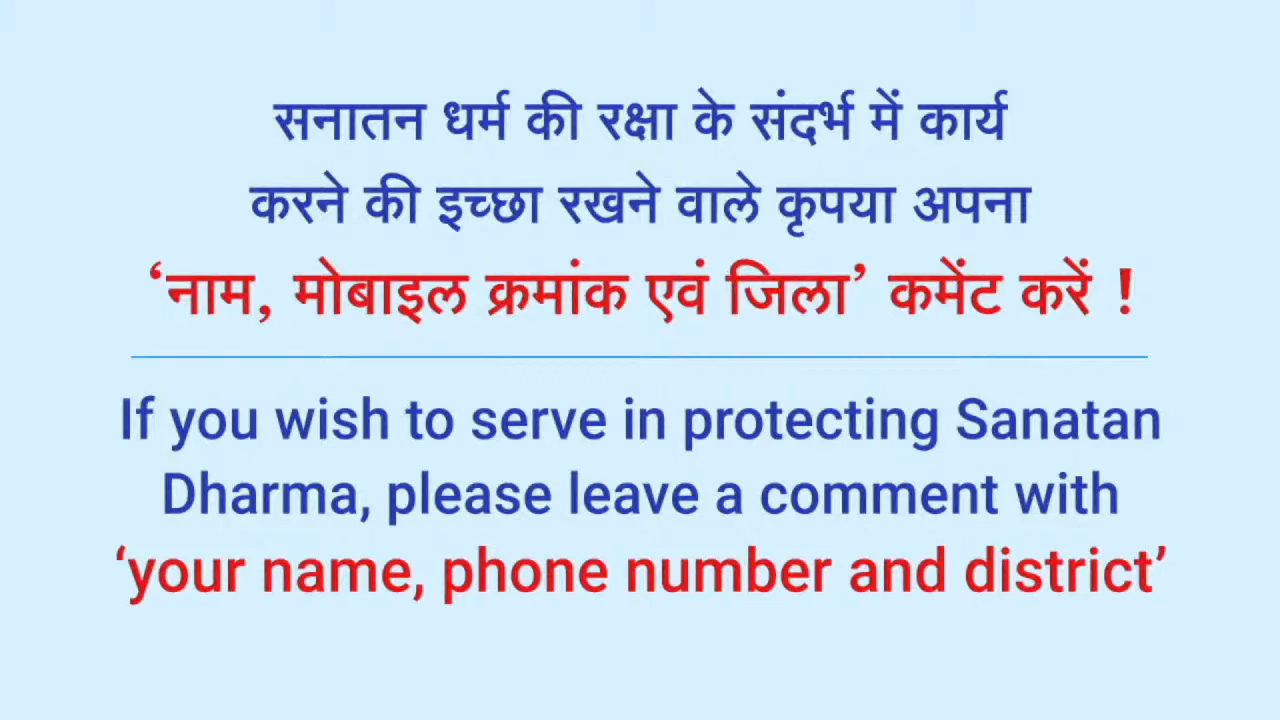 सनातन धर्म की रक्षा के संदर्भ में कार्य
करने की इच्छा रखने वाले कृपया अपना
‘नाम, मोबाइल क्रमांक एवं जिला’ कमेंट करें !
If you wish to serve in protecting Sanatan
Dharma, please leave a comment with
‘your name, phone number and district’